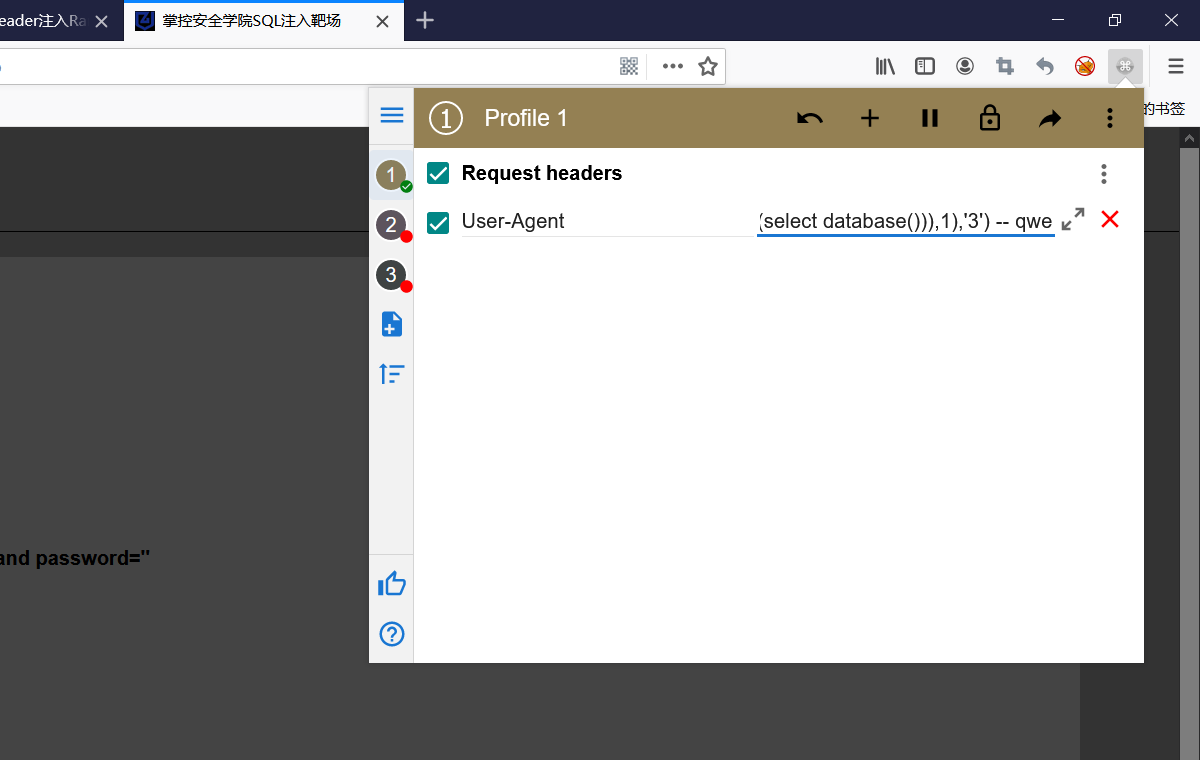 eader注入Ra
掌控安全学院SQL注入靶场
的书签
1 Profile 1
1
Request headers
2
User-Agent
(select database())),1),'3') -- qwe
3
and password="